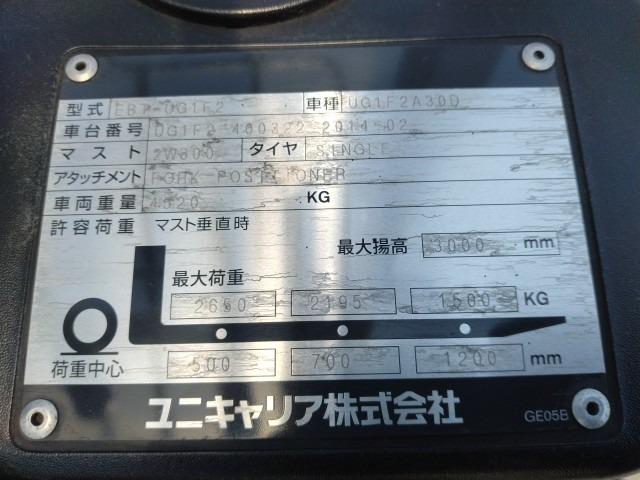 型式 EBT-UG1F2 車種 UG1F2A30D
車台番号 UG1F2-400322 2014-02
マスト 2W300 タイヤ SINGLE
アタッチメント FORK POSITIONER
車両重量 KG
許容荷重 マスト垂直時
最大揚高 3000 mm
最大荷重
2195 1500 KG
500 700 1200 mm
荷重中心
ユニキャリア株式会社
GE05B